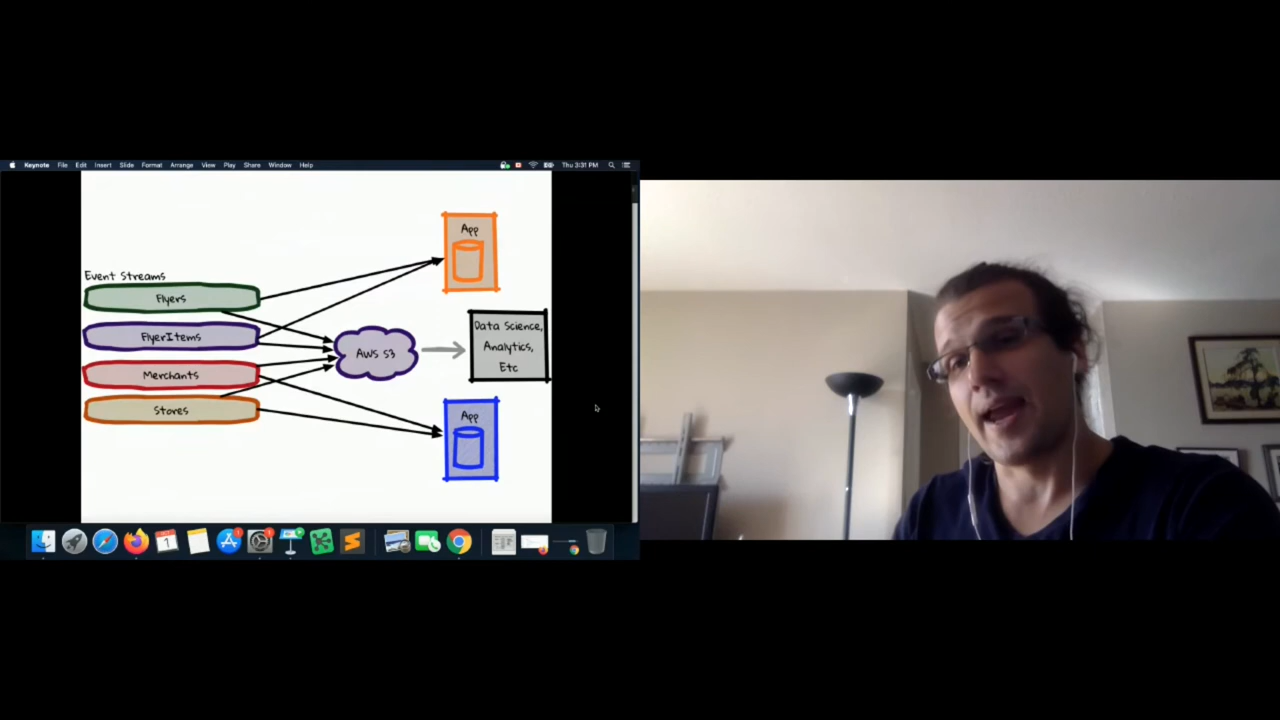 Keynote File Edit Insert Slide Format Arrange View Play Share Window Help Thu 3:31 PM
App
Event Streams
Flyers
FlyerItems
Merchants
Stores
AWS S3
Data Science,
Analytics,
Etc
App
1